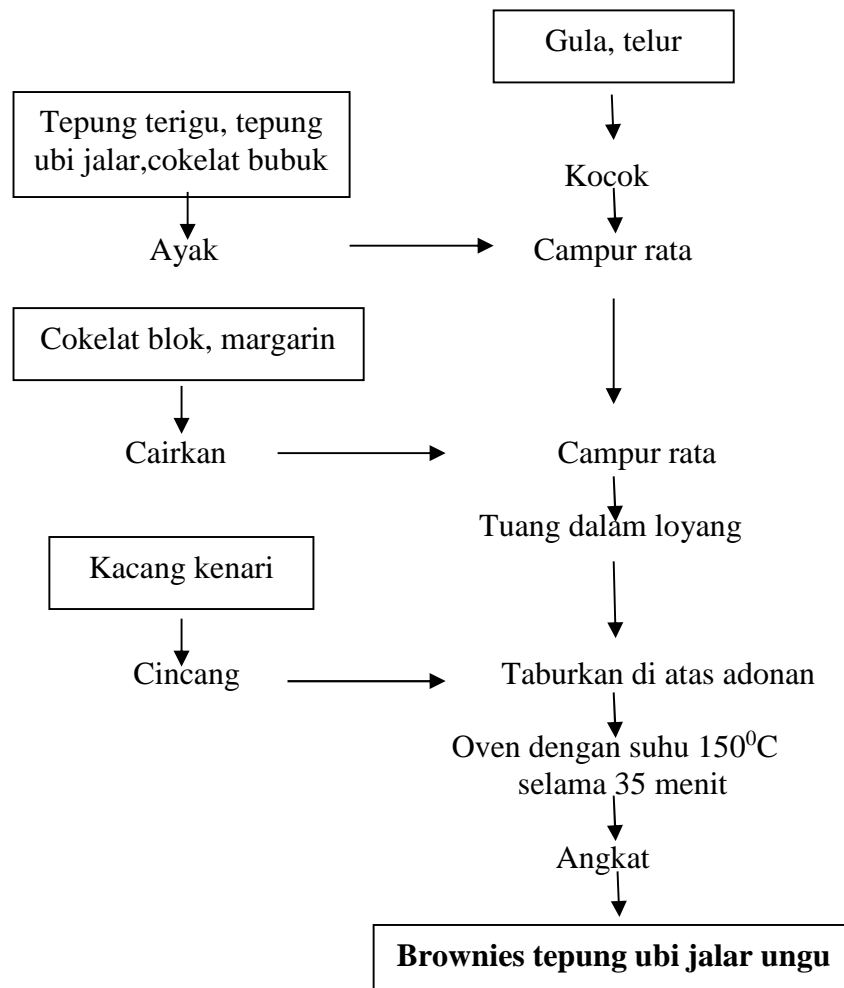 Gula, telur
Tepung terigu, tepung
ubi jalar,cokelat bubuk
Kocok
Ayak
Campur rata
Cokelat blok, margarin
Cairkan
Campur rata
Tuang dalam loyang
Kacang kenari
Cincang
Taburkan di atas adonan
Oven dengan suhu 150⁰C
selama 35 menit
Angkat
Brownies tepung ubi jalar ungu